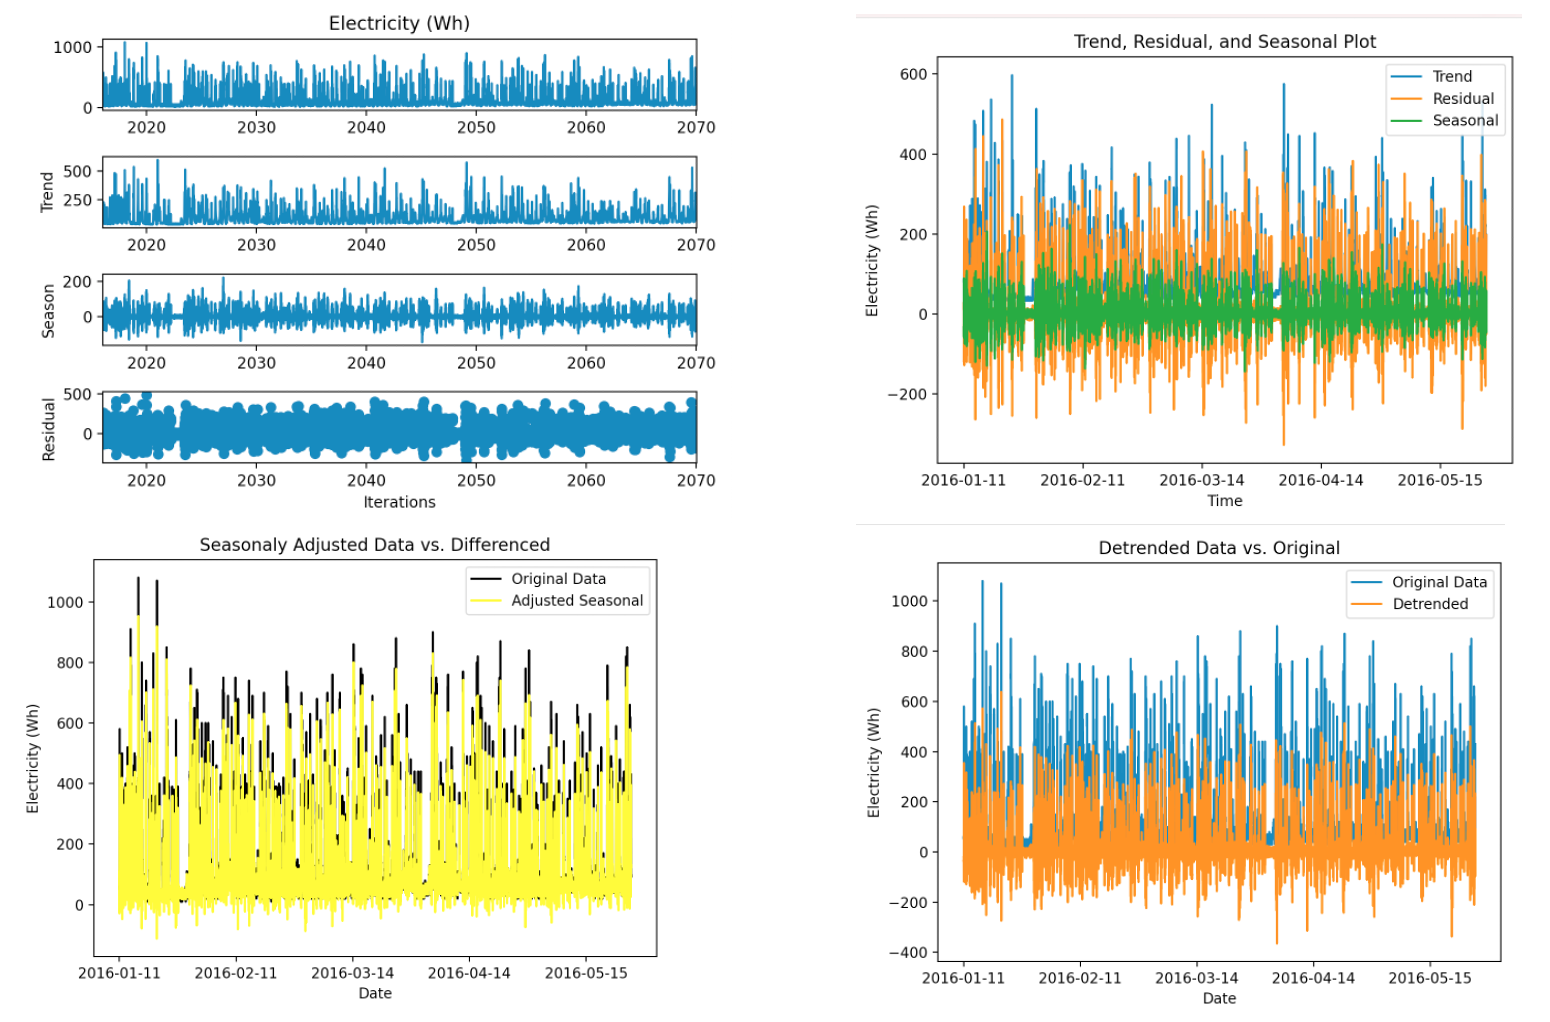 Electricity (Wh)
1000
0
2020 2030 2040 2050 2060 2070
Trend
500
250
2020 2030 2040 2050 2060 2070
Season
200
0
2020 2030 2040 2050 2060 2070
Residual
500
0
2020 2030 2040 2050 2060 2070
Iterations
Trend, Residual, and Seasonal Plot
Trend
Residual
Seasonal
Electricity (Wh)
600
400
200
0
−200
2016-01-11 2016-02-11 2016-03-14 2016-04-14 2016-05-15
Time
Seasonaly Adjusted Data vs. Differenced
Original Data
Adjusted Seasonal
Electricity (Wh)
1000
800
600
400
200
0
2016-01-11 2016-02-11 2016-03-14 2016-04-14 2016-05-15
Date
Detrended Data vs. Original
Original Data
Detrended
Electricity (Wh)
1000
800
600
400
200
0
−200
−400
2016-01-11 2016-02-11 2016-03-14 2016-04-14 2016-05-15
Date